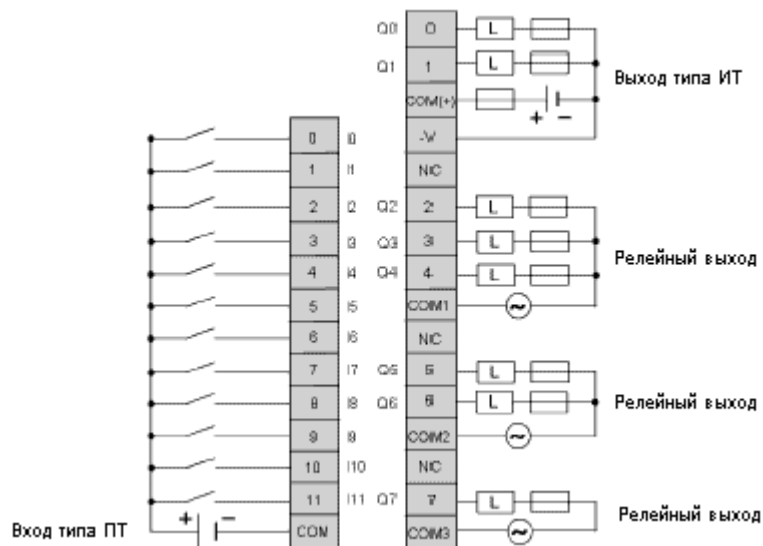 Q0 0 L
Q1 1 L
Выход типа ИТ
COM(+) + −
0 I0 -V
1 I1 N/C
2 I2 Q2 2 L
3 I3 Q3 3 L
Релейный выход
4 I4 Q4 4 L
5 I5 COM1 ~
6 I6 N/C
7 I7 Q5 5 L
8 I8 Q6 6 L
Релейный выход
9 I9 COM2 ~
10 I10 N/C
11 I11 Q7 7 L
Релейный выход
Вход типа ПТ + − COM COM3 ~